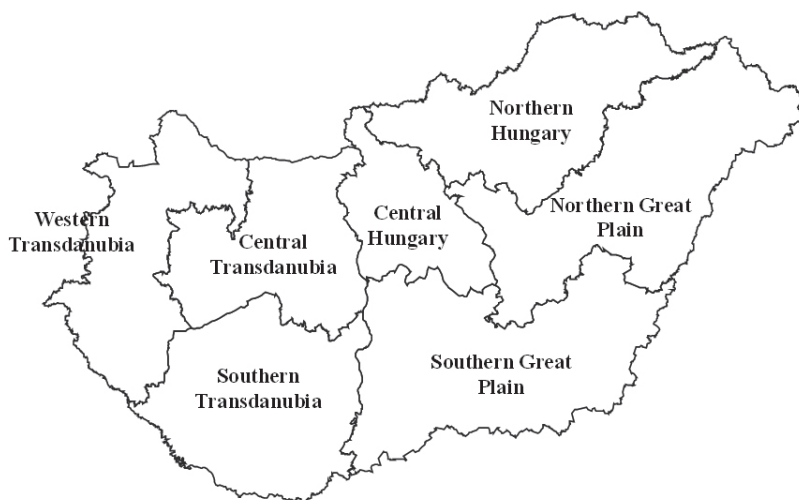 Northern
Hungary
Western
Transdanubia
Central
Transdanubia
Central
Hungary
Northern Great
Plain
Southern
Transdanubia
Southern Great
Plain